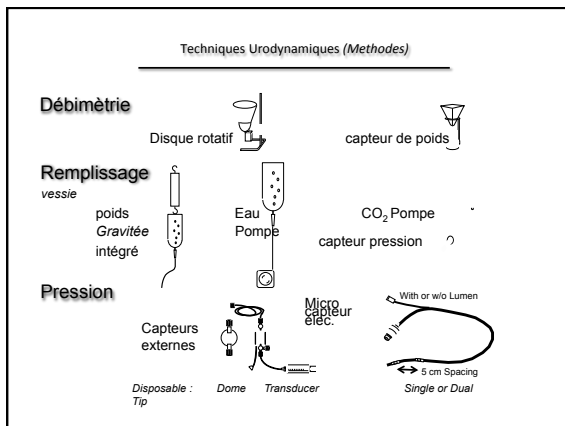 Techniques Urodynamiques (Methodes)
Débimètrie
Disque rotatif
capteur de poids
Remplissage
vessie
poids
Gravitée
intégré
Eau
Pompe
CO2 Pompe
capteur pression
Pression
Capteurs
externes
Micro
capteur
élec.
With or w/o Lumen
5 cm Spacing
Disposable : Dome Transducer Single or Dual
Tip